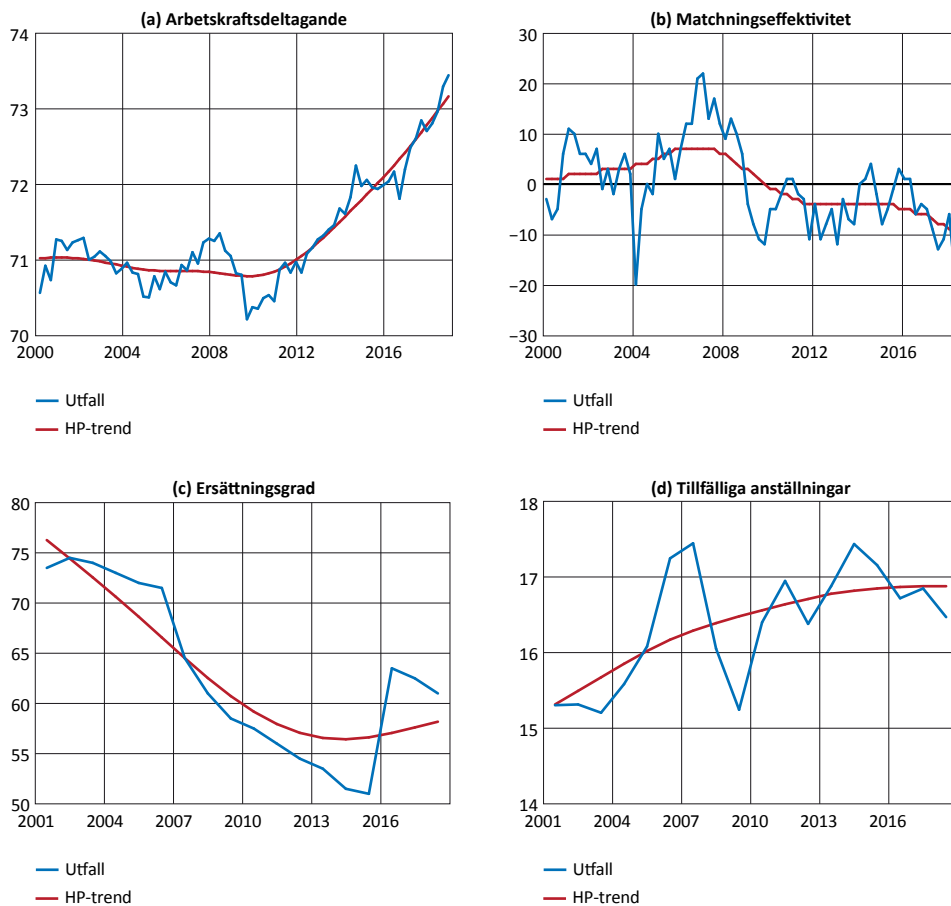 (a) Arbetskraftsdeltagande
74
73
72
71
70
2000 2004 2008 2012 2016
Utfall
HP-trend
(b) Matchningseffektivitet
30
20
10
0
−10
−20
−30
2000 2004 2008 2012 2016
Utfall
HP-trend
(c) Ersättningsgrad
80
75
70
65
60
55
50
2001 2004 2007 2010 2013 2016
Utfall
HP-trend
(d) Tillfälliga anställningar
18
17
16
15
14
2001 2004 2007 2010 2013 2016
Utfall
HP-trend